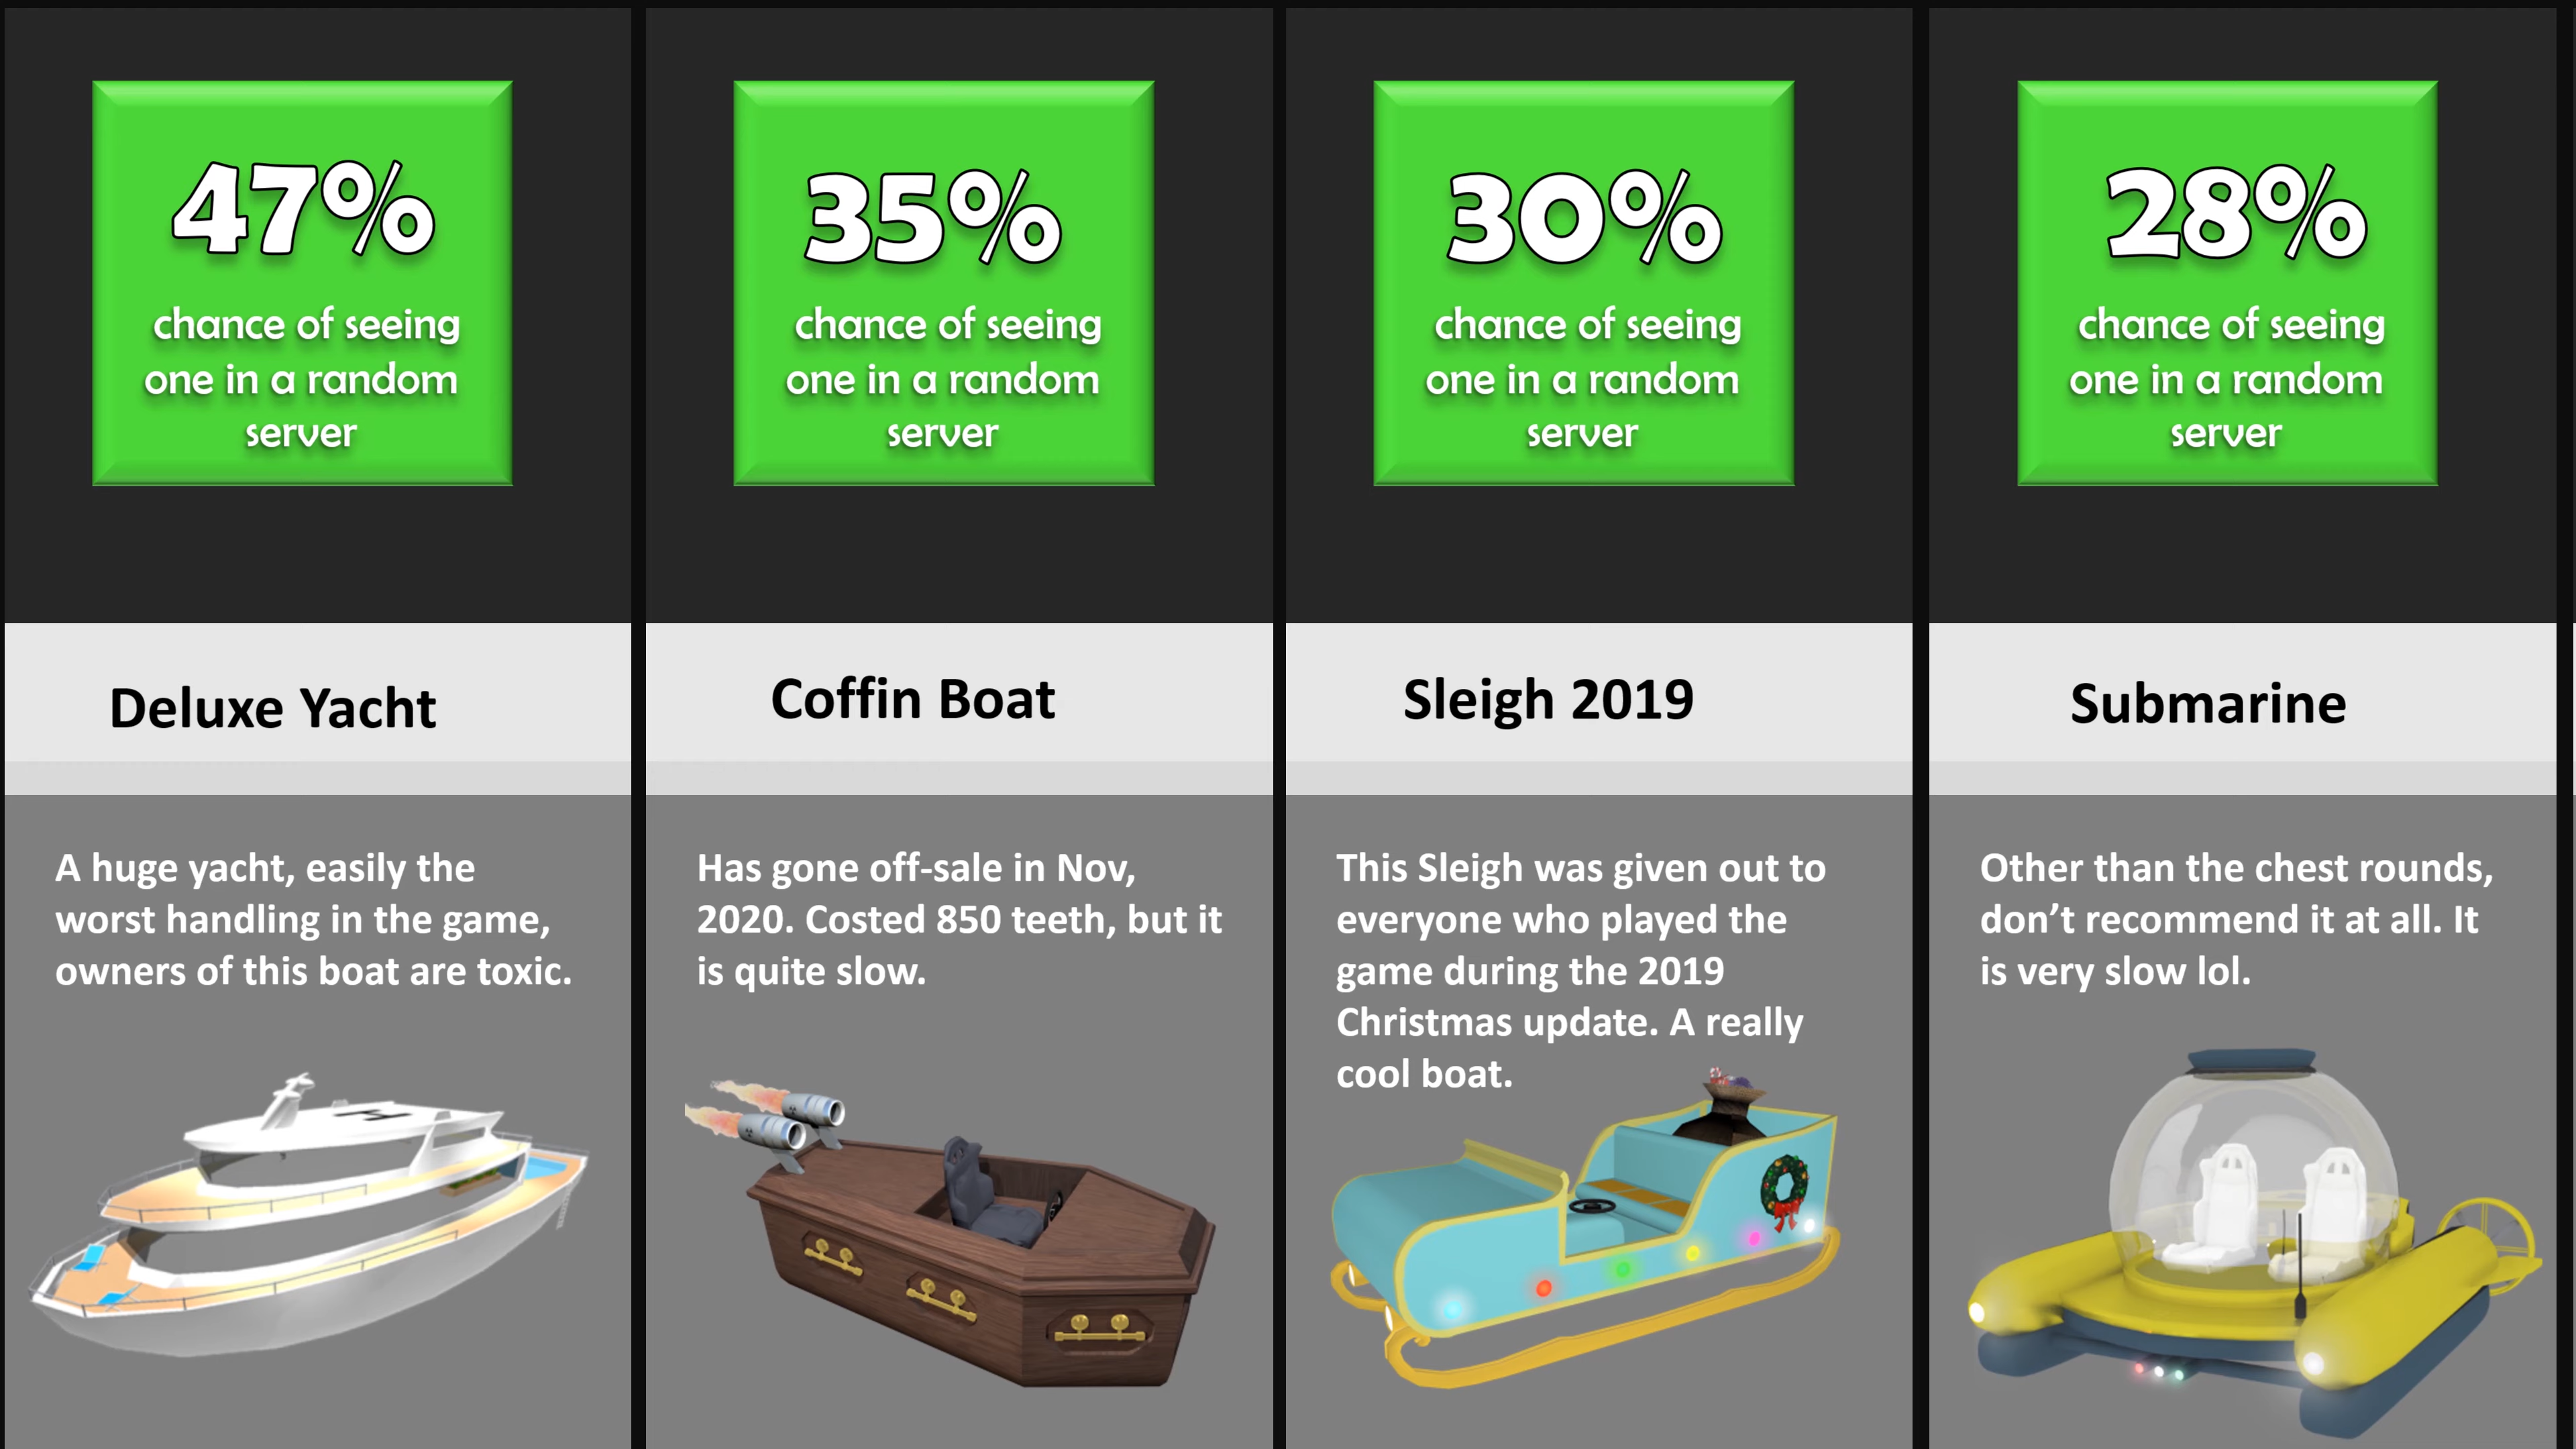 47%
chance of seeing
one in a random
server
Deluxe Yacht
A huge yacht, easily the
worst handling in the game,
owners of this boat are toxic.
35%
chance of seeing
one in a random
server
Coffin Boat
Has gone off-sale in Nov,
2020. Costed 850 teeth, but it
is quite slow.
30%
chance of seeing
one in a random
server
Sleigh 2019
This Sleigh was given out to
everyone who played the
game during the 2019
Christmas update. A really
cool boat.
28%
chance of seeing
one in a random
server
Submarine
Other than the chest rounds,
don’t recommend it at all. It
is very slow lol.
H